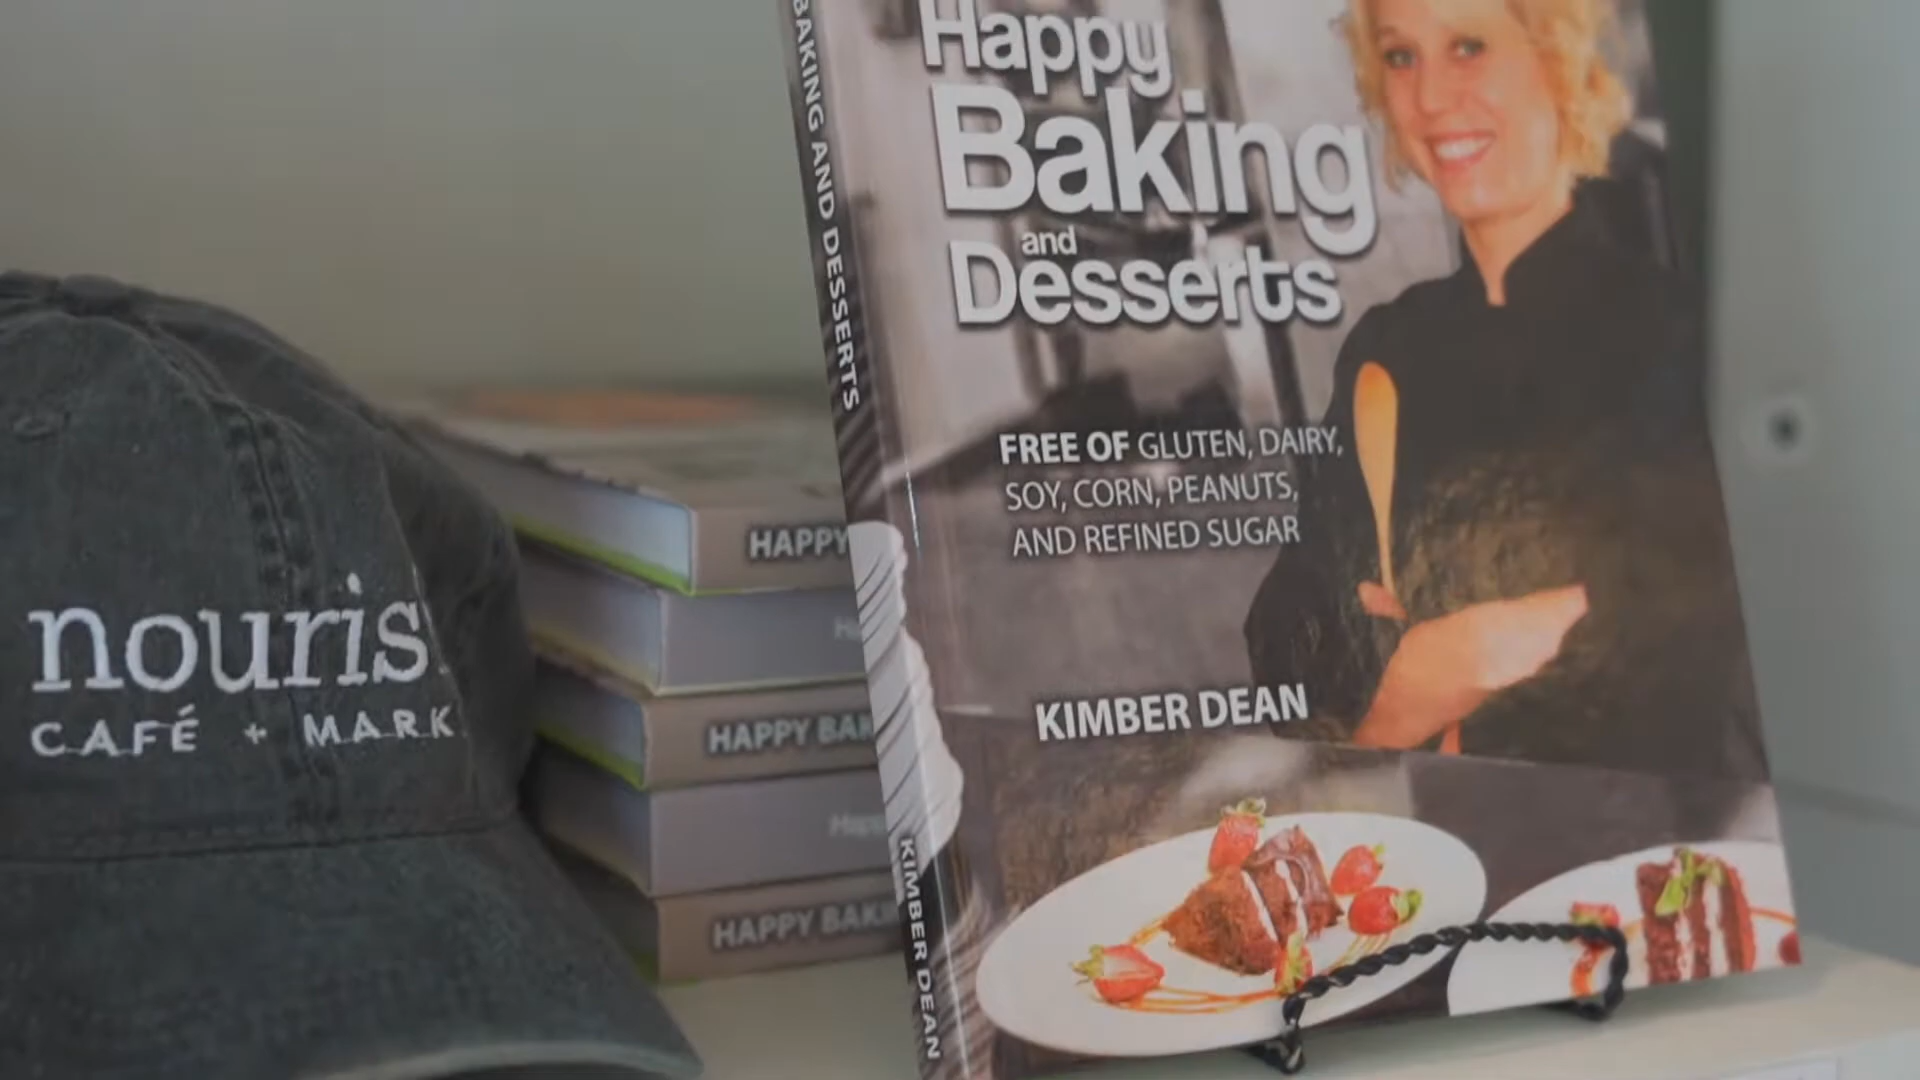 Happy
Baking
and
Desserts
FREE OF GLUTEN, DAIRY,
SOY, CORN, PEANUTS,
AND REFINED SUGAR
KIMBER DEAN
BAKING AND DESSERTS
KIMBER DEAN
nouris
CAFÉ + MARK
HAPPY
HAPPY BAK
HAPPY BAKI